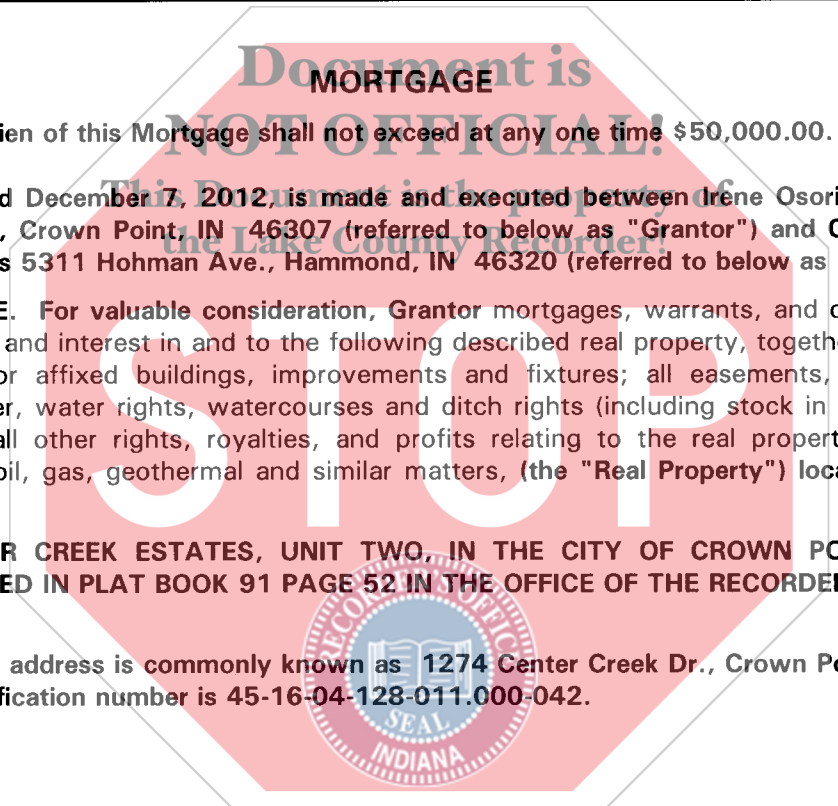 Document is
MORTGAGE
NOT OFFICIAL!
ien of this Mortgage shall not exceed at any one time $50,000.00.
This Document is the property of
d December 7, 2012, is made and executed between Irene Osori
the Lake County Recorder!
, Crown Point, IN 46307 (referred to below as "Grantor") and
s 5311 Hohman Ave., Hammond, IN 46320 (referred to below as
E. For valuable consideration, Grantor mortgages, warrants, and
and interest in and to the following described real property, togeth
or affixed buildings, improvements and fixtures; all easements,
er, water rights, watercourses and ditch rights (including stock in
all other rights, royalties, and profits relating to the real propert
oil, gas, geothermal and similar matters, (the "Real Property") loca
STOP
R CREEK ESTATES, UNIT TWO, IN THE CITY OF CROWN PO
ED IN PLAT BOOK 91 PAGE 52 IN THE OFFICE OF THE RECORDER
RECORDER'S OFFICE
address is commonly known as 1274 Center Creek Dr., Crown Po
fication number is 45-16-04-128-011.000-042.
SEAL
INDIANA